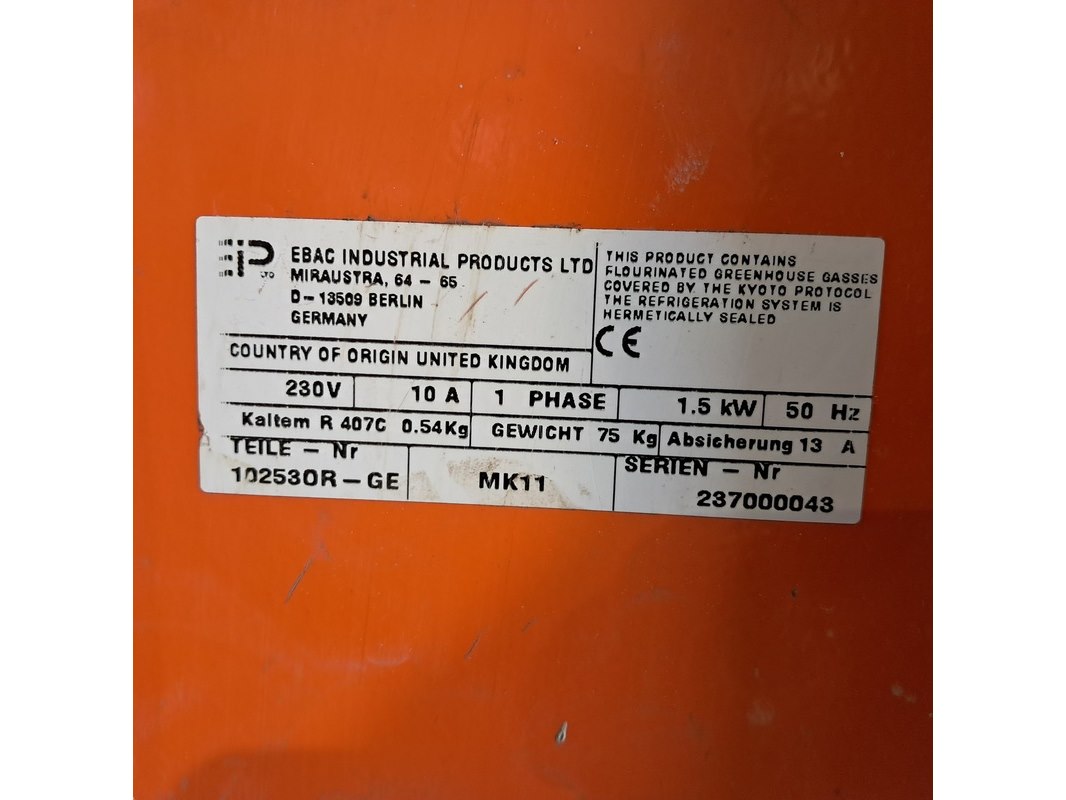 EIP LTD
EBAC INDUSTRIAL PRODUCTS LTD
MIRAUSTRA, 64 – 65
D – 13509 BERLIN
GERMANY
THIS PRODUCT CONTAINS
FLOURINATED GREENHOUSE GASSES
COVERED BY THE KYOTO PROTOCOL
THE REFRIGERATION SYSTEM IS
HERMETICALLY SEALED
CE
COUNTRY OF ORIGIN UNITED KINGDOM
230V 10 A 1 PHASE 1.5 kW 50 Hz
Kaltem R 407C 0.54Kg GEWICHT 75 Kg Absicherung 13 A
TEILE – Nr
102530R – GE
MK11
SERIEN – Nr
237000043